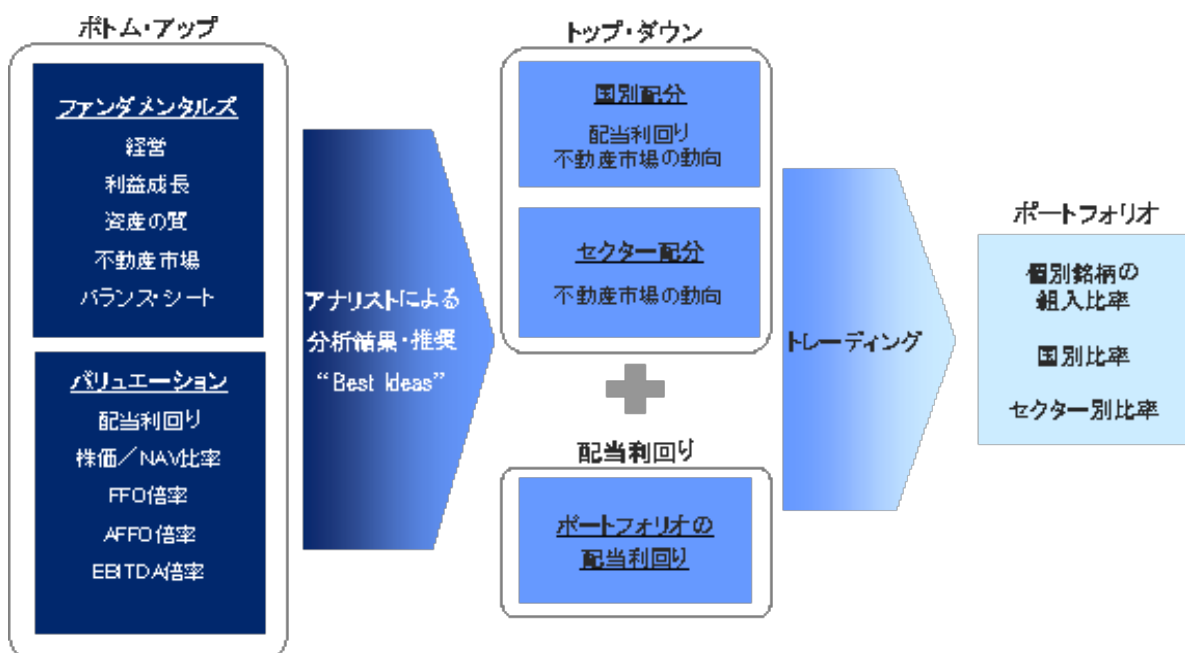 ボトム・アップ
ファンダメンタルズ
経営
利益成長
資産の質
不動産市場
バランス・シート
バリュエーション
配当利回り
株価／NAV比率
FFO倍率
AFFO倍率
EBITDA倍率
アナリストによる
分析結果・推奨
“Best Ideas”
トップ・ダウン
国別配分
配当利回り
不動産市場の動向
セクター配分
不動産市場の動向
配当利回り
ポートフォリオの
配当利回り
トレーディング
ポートフォリオ
個別銘柄の
組入比率
国別比率
セクター別比率